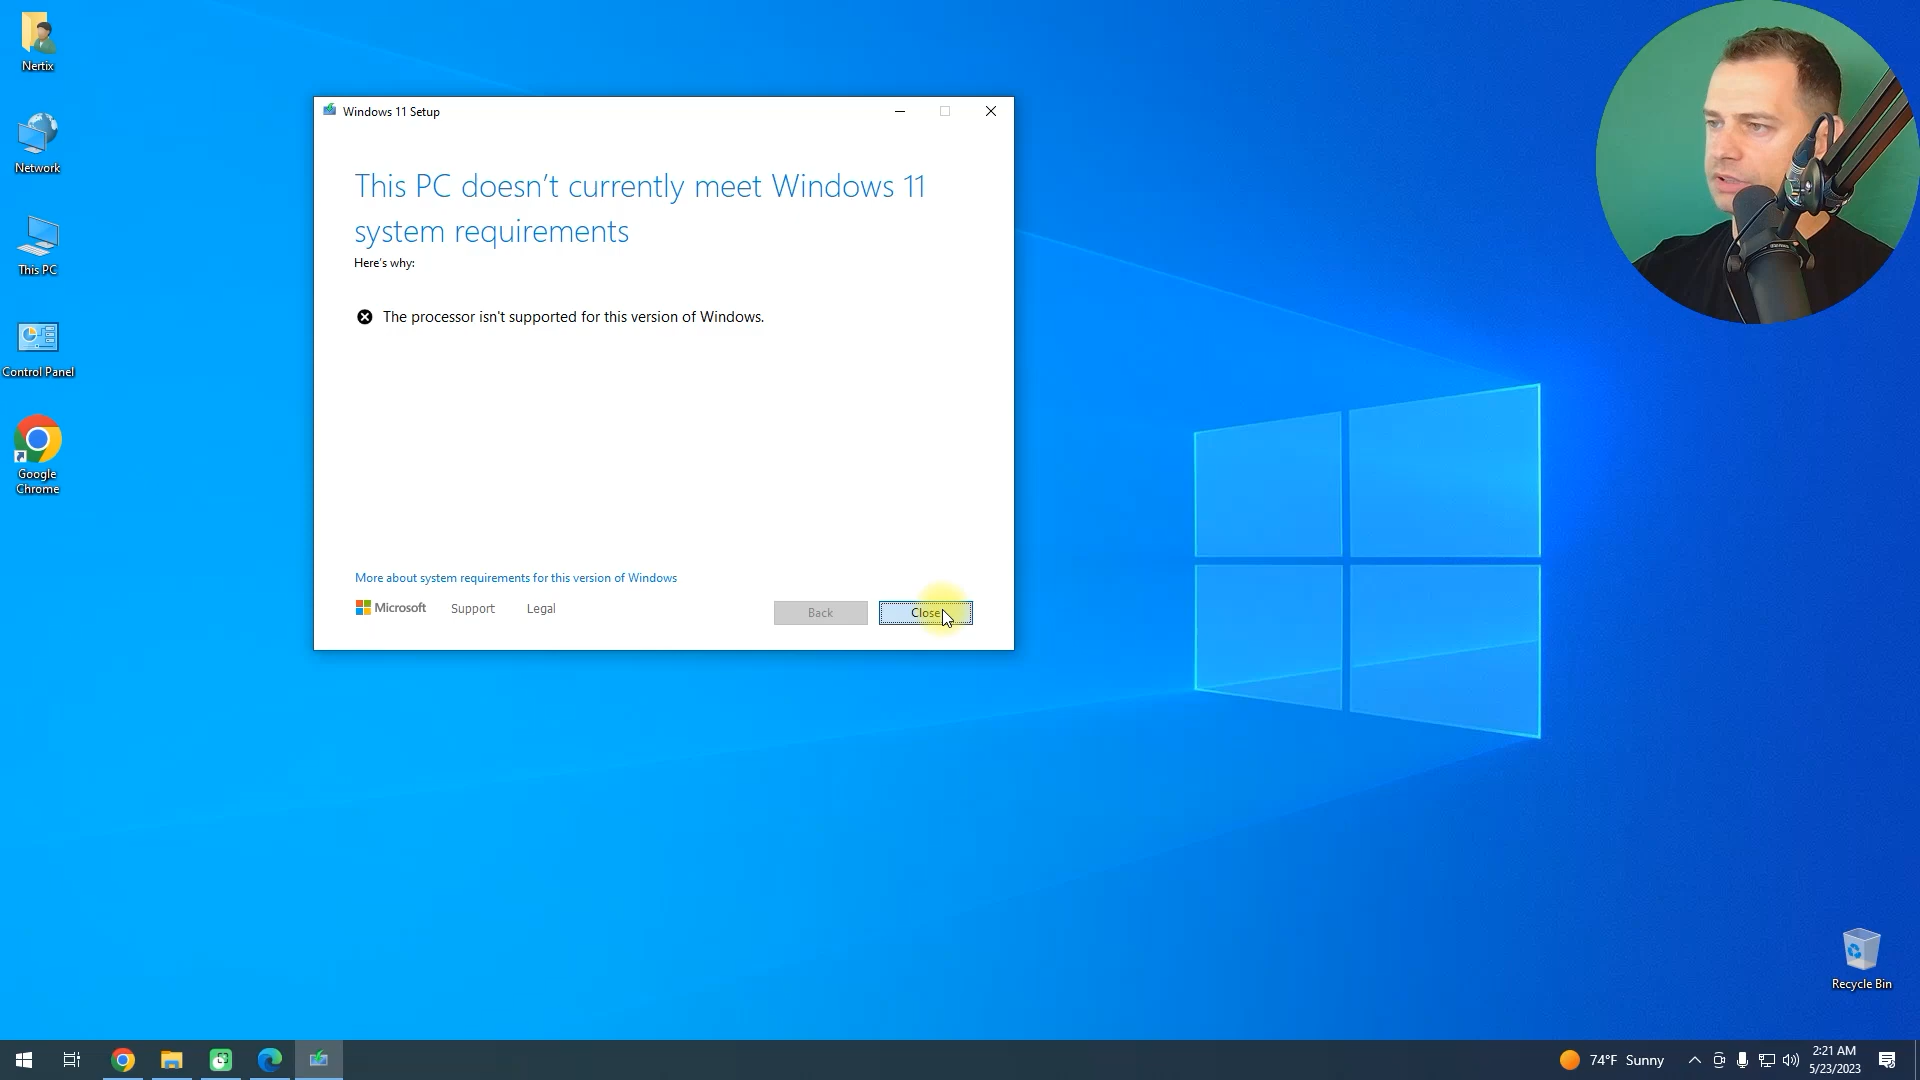 Nertix
Network
This PC
Control Panel
Google
Chrome
Windows 11 Setup
This PC doesn’t currently meet Windows 11
system requirements
Here’s why:
The processor isn't supported for this version of Windows.
More about system requirements for this version of Windows
Microsoft Support Legal
Back Close
Recycle Bin
74°F Sunny
2:21 AM
5/23/2023